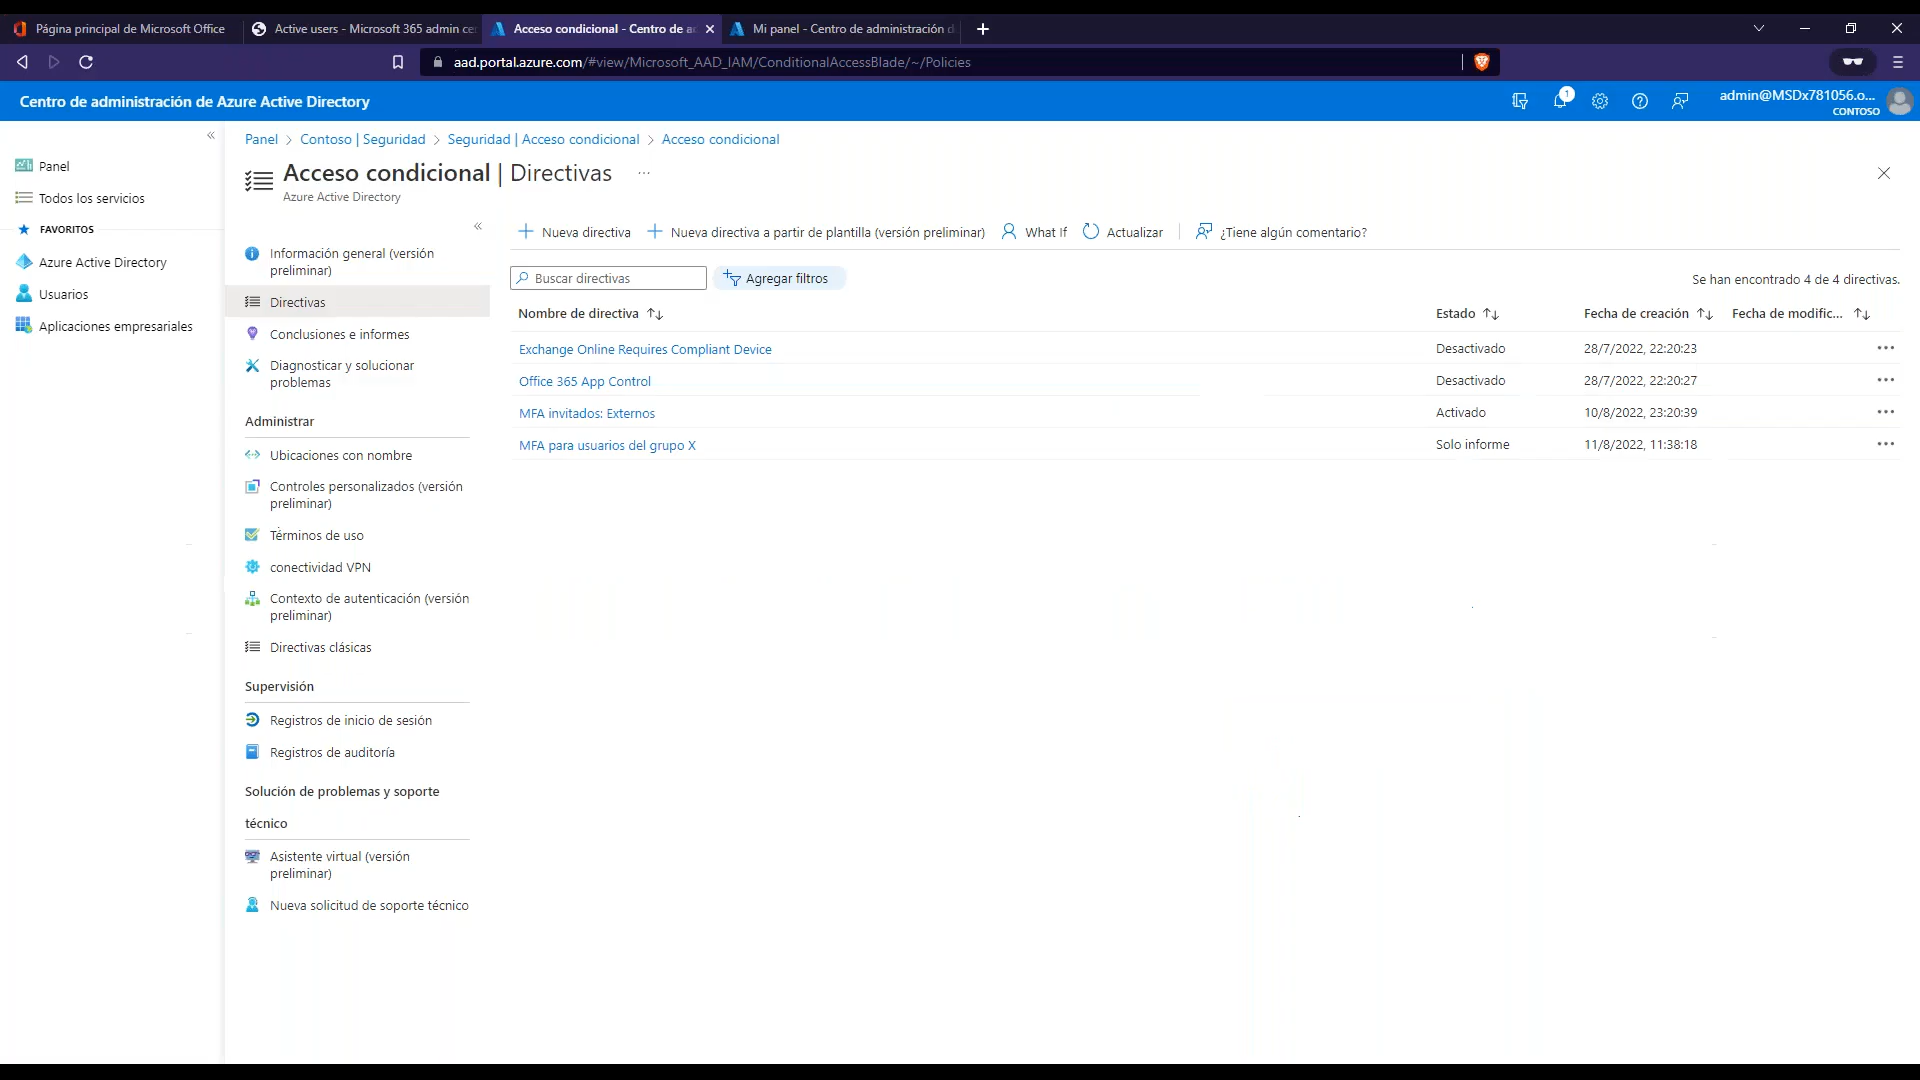 Página principal de Microsoft Office
Active users - Microsoft 365 admin ce
Acceso condicional - Centro de a
Mi panel - Centro de administración d
aad.portal.azure.com/#view/Microsoft_AAD_IAM/ConditionalAccessBlade/~/Policies
Centro de administración de Azure Active Directory
1
admin@MSDx781056.o...
CONTOSO
Panel > Contoso | Seguridad > Seguridad | Acceso condicional > Acceso condicional
Acceso condicional | Directivas ...
Azure Active Directory
Panel
Todos los servicios
FAVORITOS
Azure Active Directory
Usuarios
Aplicaciones empresariales
Información general (versión
preliminar)
Directivas
Conclusiones e informes
Diagnosticar y solucionar
problemas
Administrar
Ubicaciones con nombre
Controles personalizados (versión
preliminar)
Términos de uso
conectividad VPN
Contexto de autenticación (versión
preliminar)
Directivas clásicas
Supervisión
Registros de inicio de sesión
Registros de auditoría
Solución de problemas y soporte
técnico
Asistente virtual (versión
preliminar)
Nueva solicitud de soporte técnico
Nueva directiva
Nueva directiva a partir de plantilla (versión preliminar)
What If
Actualizar
¿Tiene algún comentario?
Buscar directivas
Agregar filtros
Se han encontrado 4 de 4 directivas.
Nombre de directiva Estado Fecha de creación Fecha de modific...
Exchange Online Requires Compliant Device Desactivado 28/7/2022, 22:20:23
Office 365 App Control Desactivado 28/7/2022, 22:20:27
MFA invitados: Externos Activado 10/8/2022, 23:20:39
MFA para usuarios del grupo X Solo informe 11/8/2022, 11:38:18